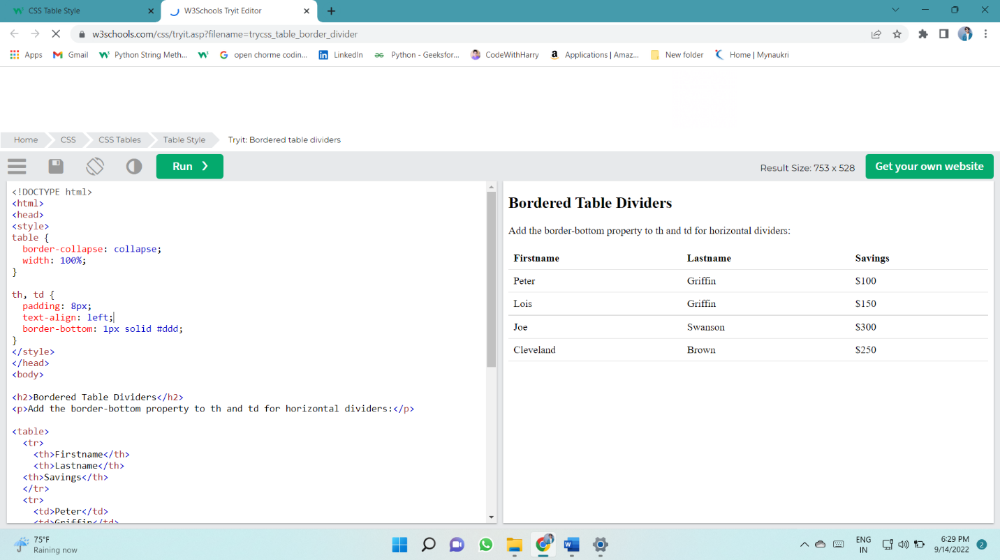 CSS Table Style
W3Schools Tryit Editor
w3schools.com/css/tryit.asp?filename=trycss_table_border_divider
Apps Gmail Python String Meth... open chorme codin... LinkedIn Python - Geeksfor... CodeWithHarry Applications | Amaz... New folder Home | Mynaukri
Home CSS CSS Tables Table Style Tryit: Bordered table dividers
Run ❯ Result Size: 753 x 528 Get your own website
<!DOCTYPE html>
<html>
<head>
<style>
table {
  border-collapse: collapse;
  width: 100%;
}
th, td {
  padding: 8px;
  text-align: left;
  border-bottom: 1px solid #ddd;
}
</style>
</head>
<body>
<h2>Bordered Table Dividers</h2>
<p>Add the border-bottom property to th and td for horizontal dividers:</p>
<table>
  <tr>
    <th>Firstname</th>
    <th>Lastname</th>
  <th>Savings</th>
  </tr>
  <tr>
    <td>Peter</td>
    <td>Griffin</td>
Bordered Table Dividers
Add the border-bottom property to th and td for horizontal dividers:
Firstname Lastname Savings
Peter Griffin $100
Lois Griffin $150
Joe Swanson $300
Cleveland Brown $250
75°F
Raining now
W
ENG
IN
6:29 PM
9/14/2022
2